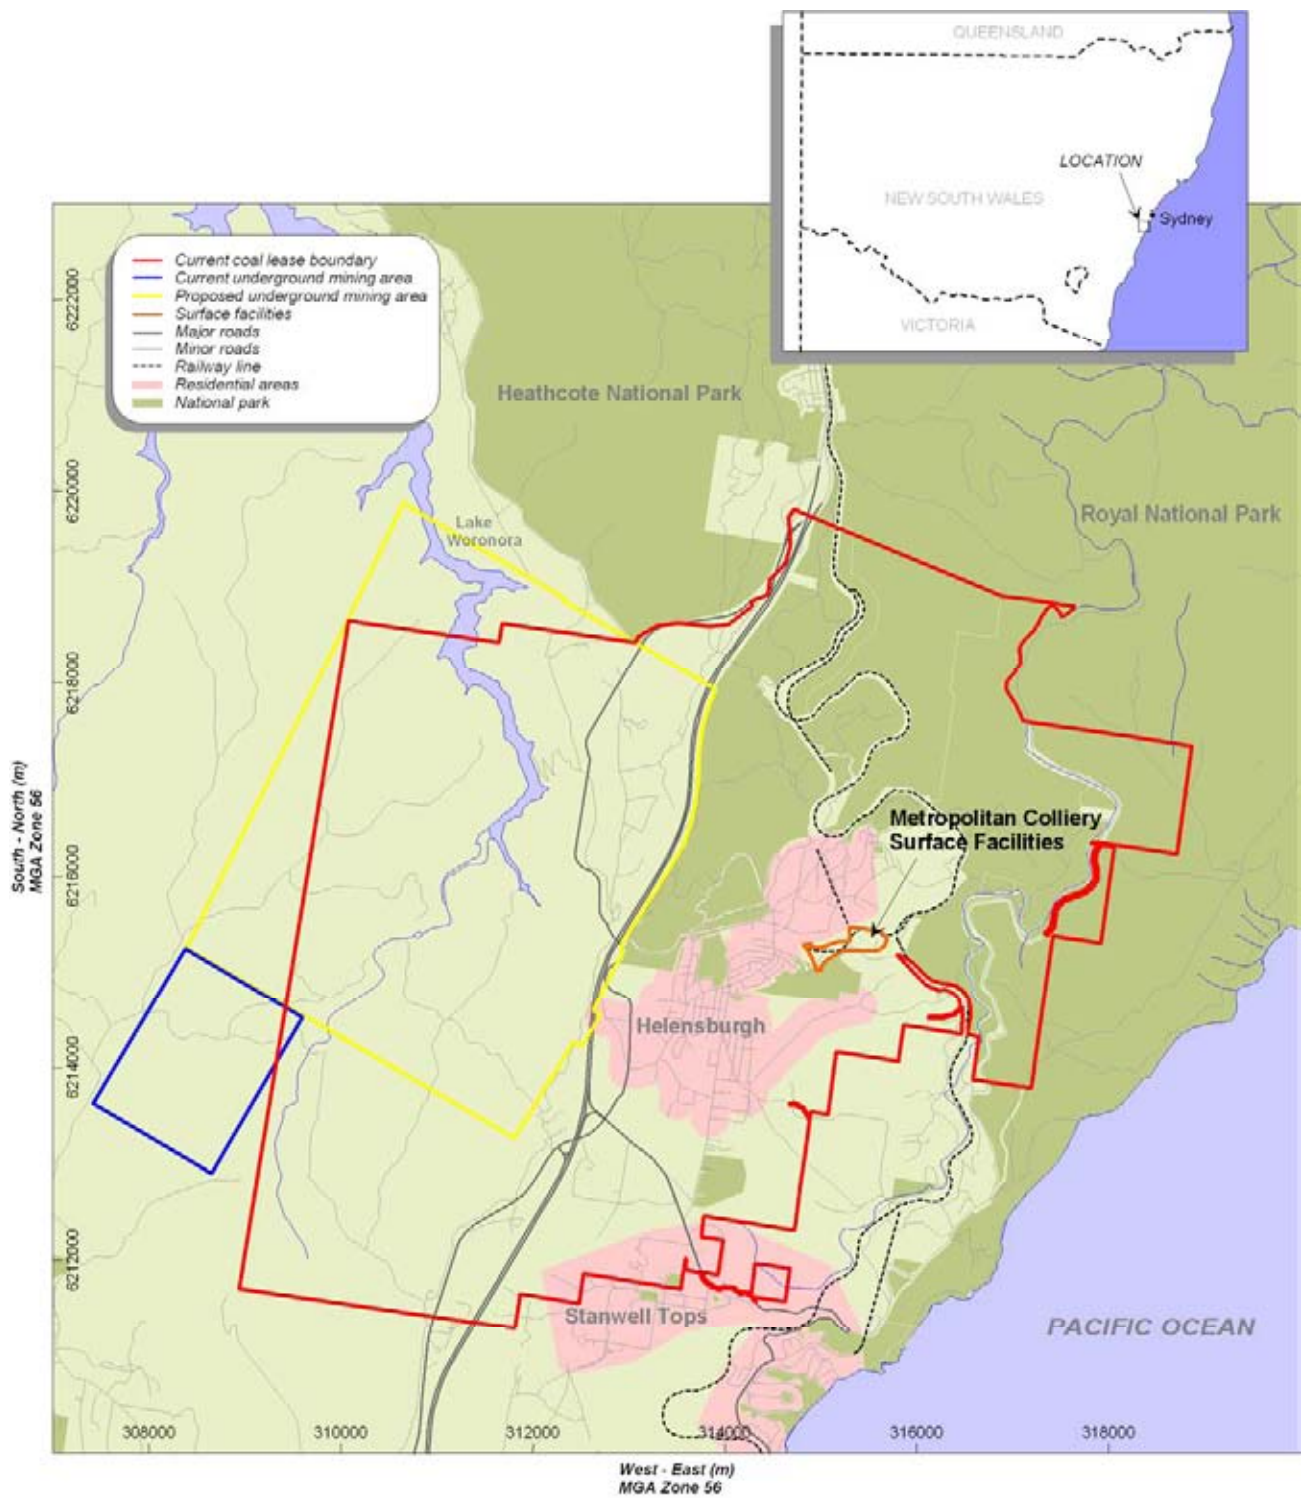 QUEENSLAND
LOCATION
NEW SOUTH WALES
Sydney
VICTORIA
Current coal lease boundary
Current underground mining area
Proposed underground mining area
Surface facilities
Major roads
Minor roads
Railway line
Residential areas
National park
Heathcote National Park
Royal National Park
Lake
Woronora
Metropolitan Colliery
Surface Facilities
Helensburgh
Stanwell Tops
PACIFIC OCEAN
6222000
6220000
6218000
6216000
6214000
6212000
South - North (m)
MGA Zone 56
308000
310000
312000
314000
316000
318000
West - East (m)
MGA Zone 56